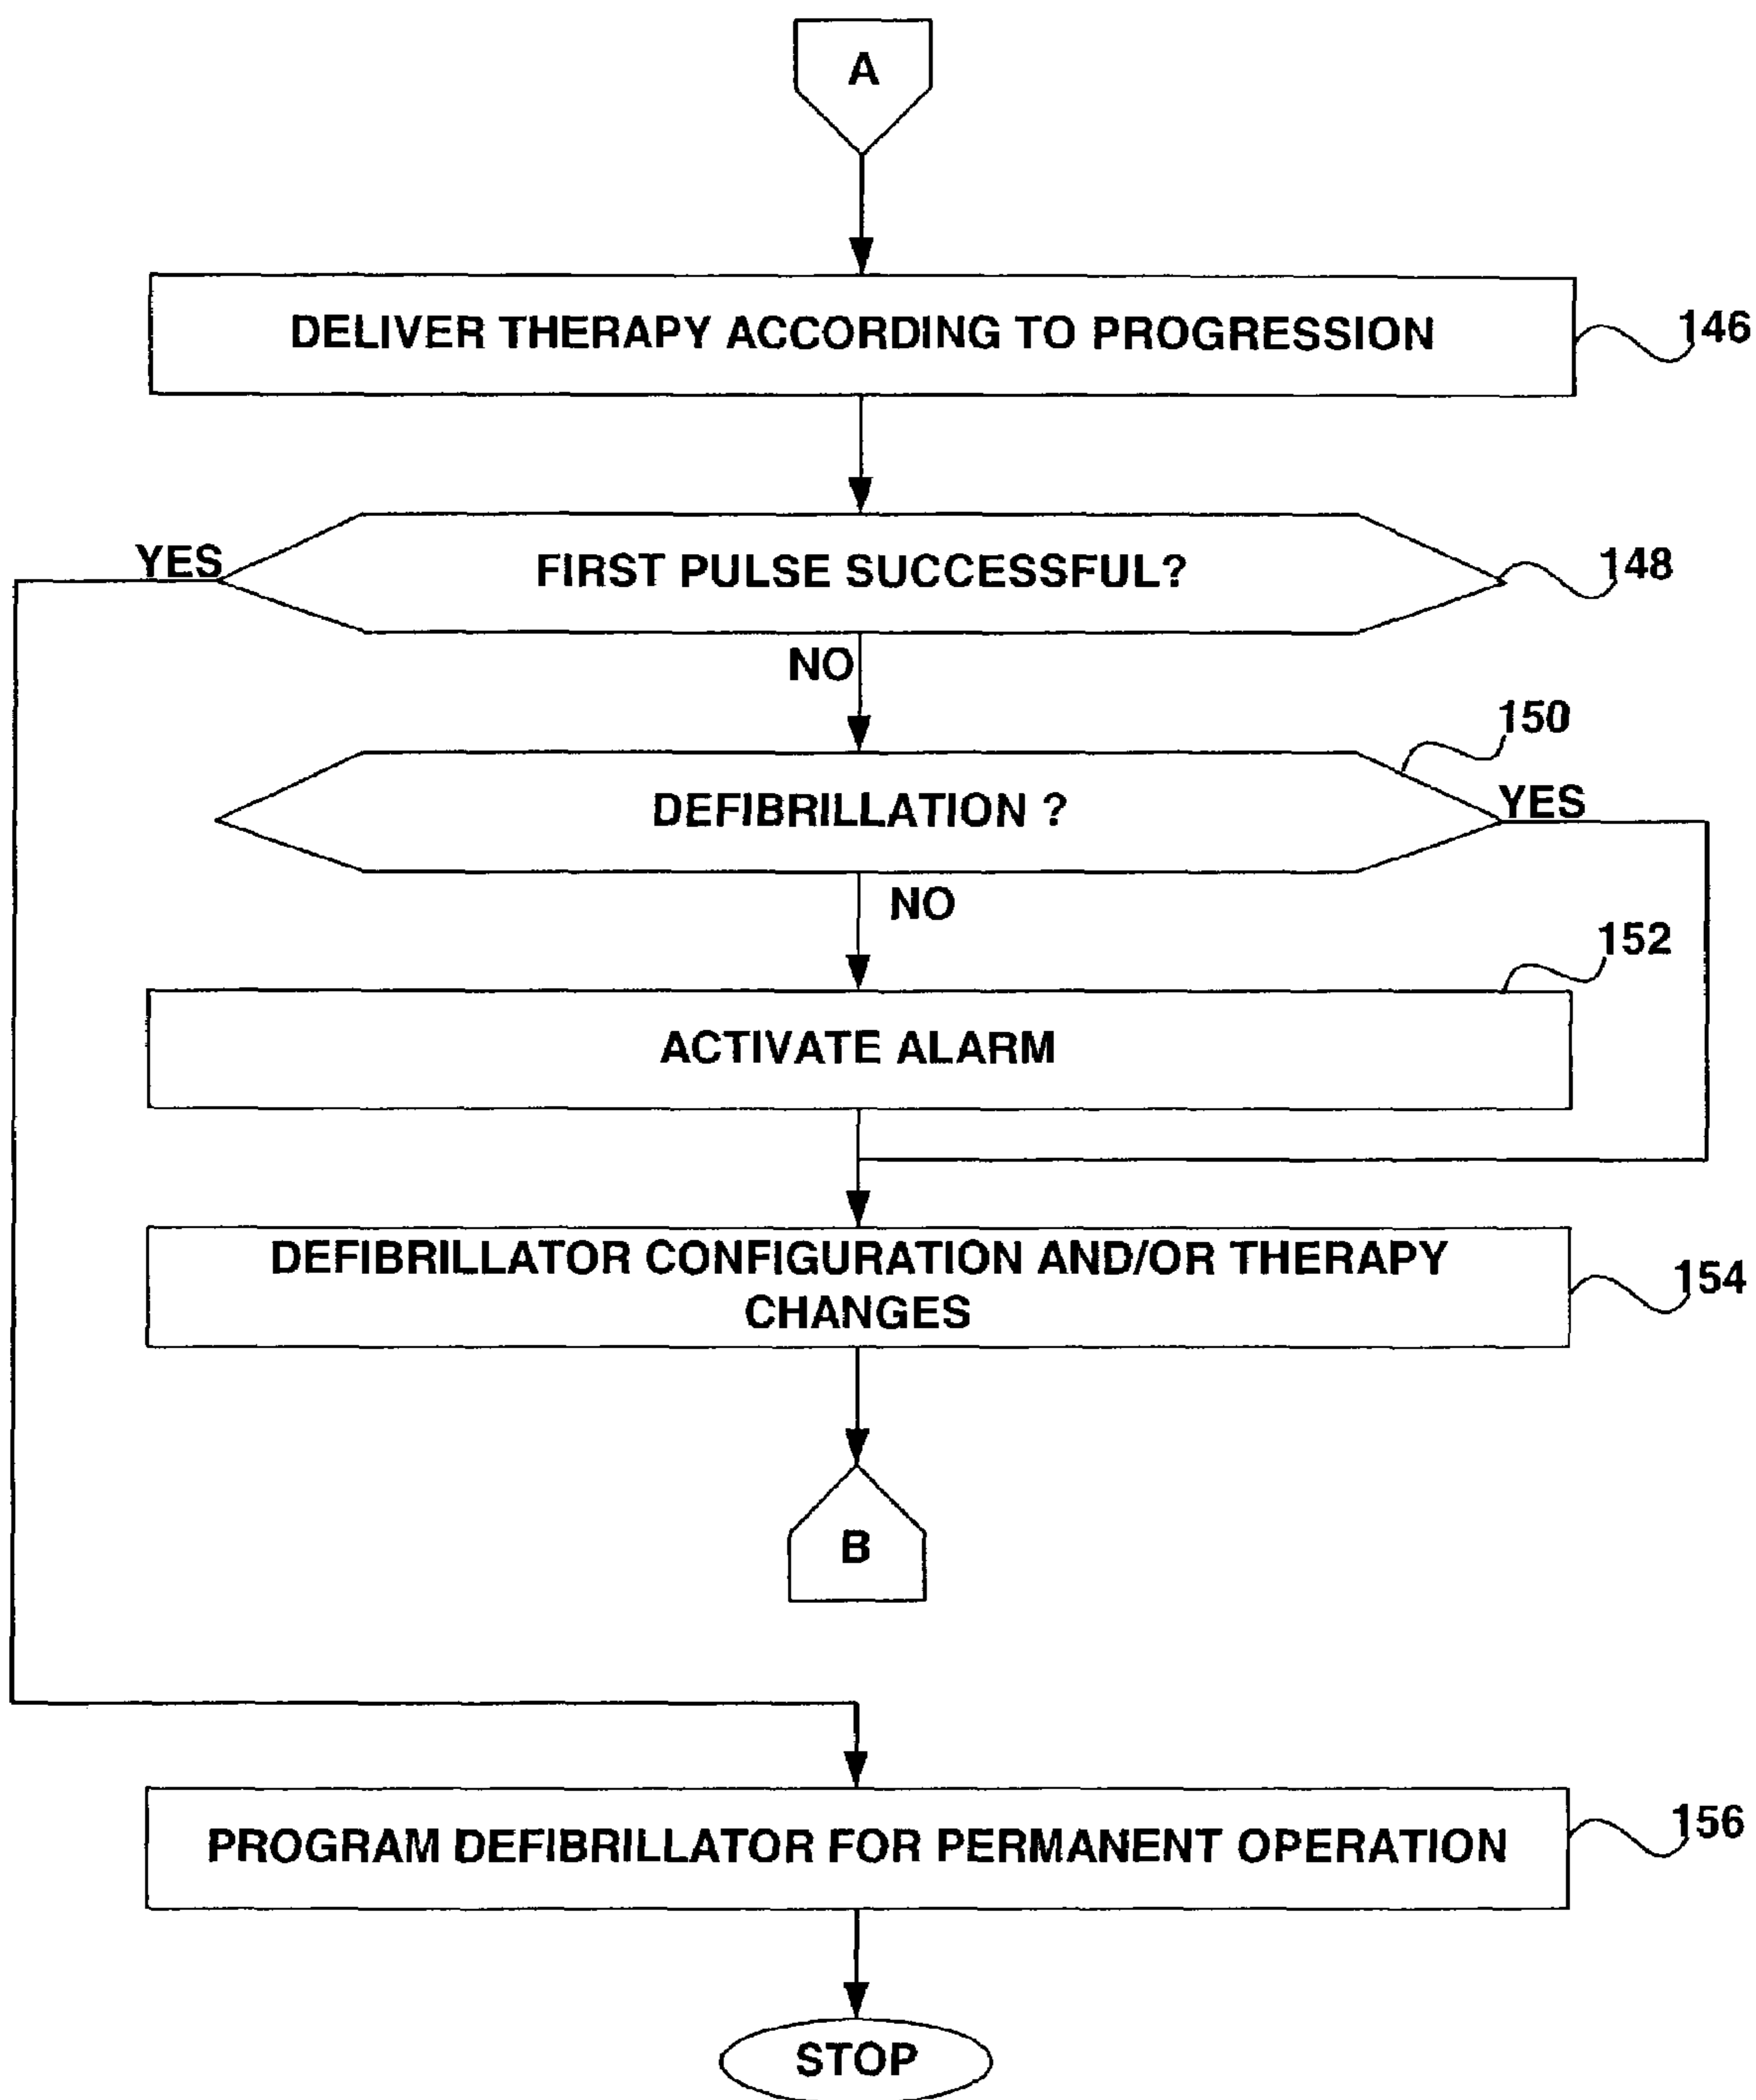 A
DELIVER THERAPY ACCORDING TO PROGRESSION
146
YES
FIRST PULSE SUCCESSFUL?
148
NO
150
DEFIBRILLATION ?
YES
NO
152
ACTIVATE ALARM
DEFIBRILLATOR CONFIGURATION AND/OR THERAPY
CHANGES
154
B
PROGRAM DEFIBRILLATOR FOR PERMANENT OPERATION
156
STOP